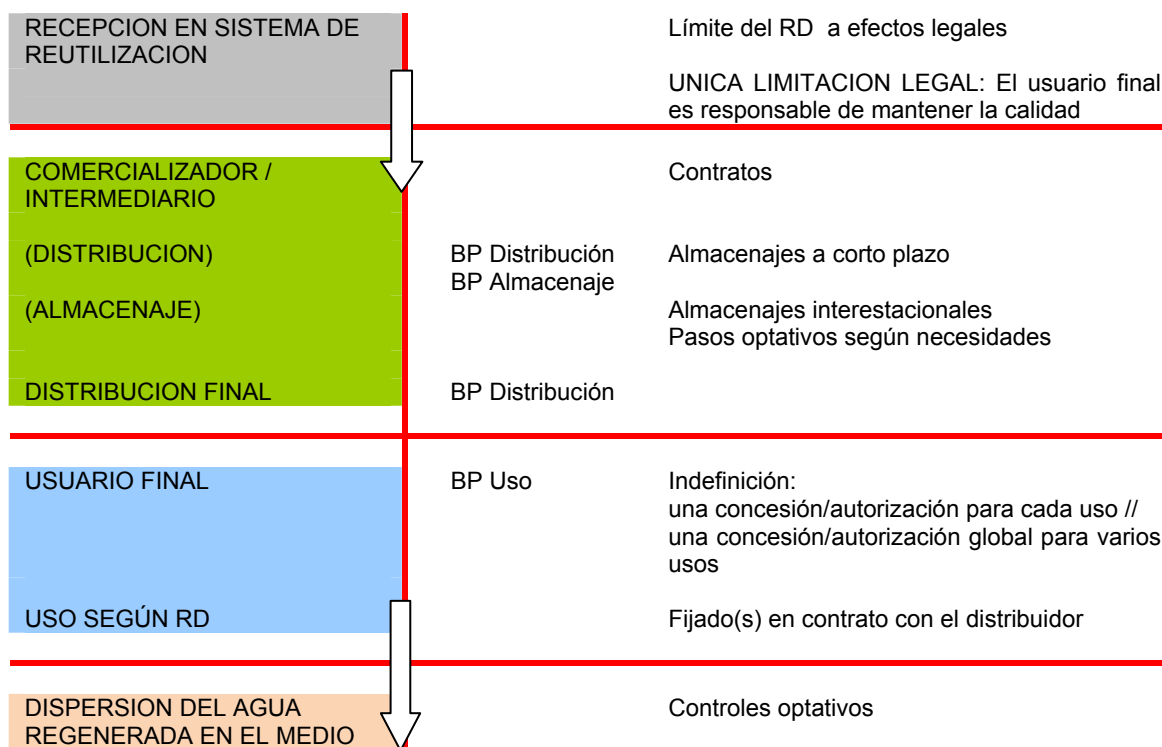 RECEPCION EN SISTEMA DE
REUTILIZACION
Límite del RD a efectos legales
UNICA LIMITACION LEGAL: El usuario final
es responsable de mantener la calidad
COMERCIALIZADOR /
INTERMEDIARIO
Contratos
(DISTRIBUCION)
BP Distribución
BP Almacenaje
Almacenajes a corto plazo
(ALMACENAJE)
Almacenajes interestacionales
Pasos optativos según necesidades
DISTRIBUCION FINAL
BP Distribución
USUARIO FINAL
BP Uso
Indefinición:
una concesión/autorización para cada uso //
una concesión/autorización global para varios
usos
USO SEGÚN RD
Fijado(s) en contrato con el distribuidor
DISPERSION DEL AGUA
REGENERADA EN EL MEDIO
Controles optativos